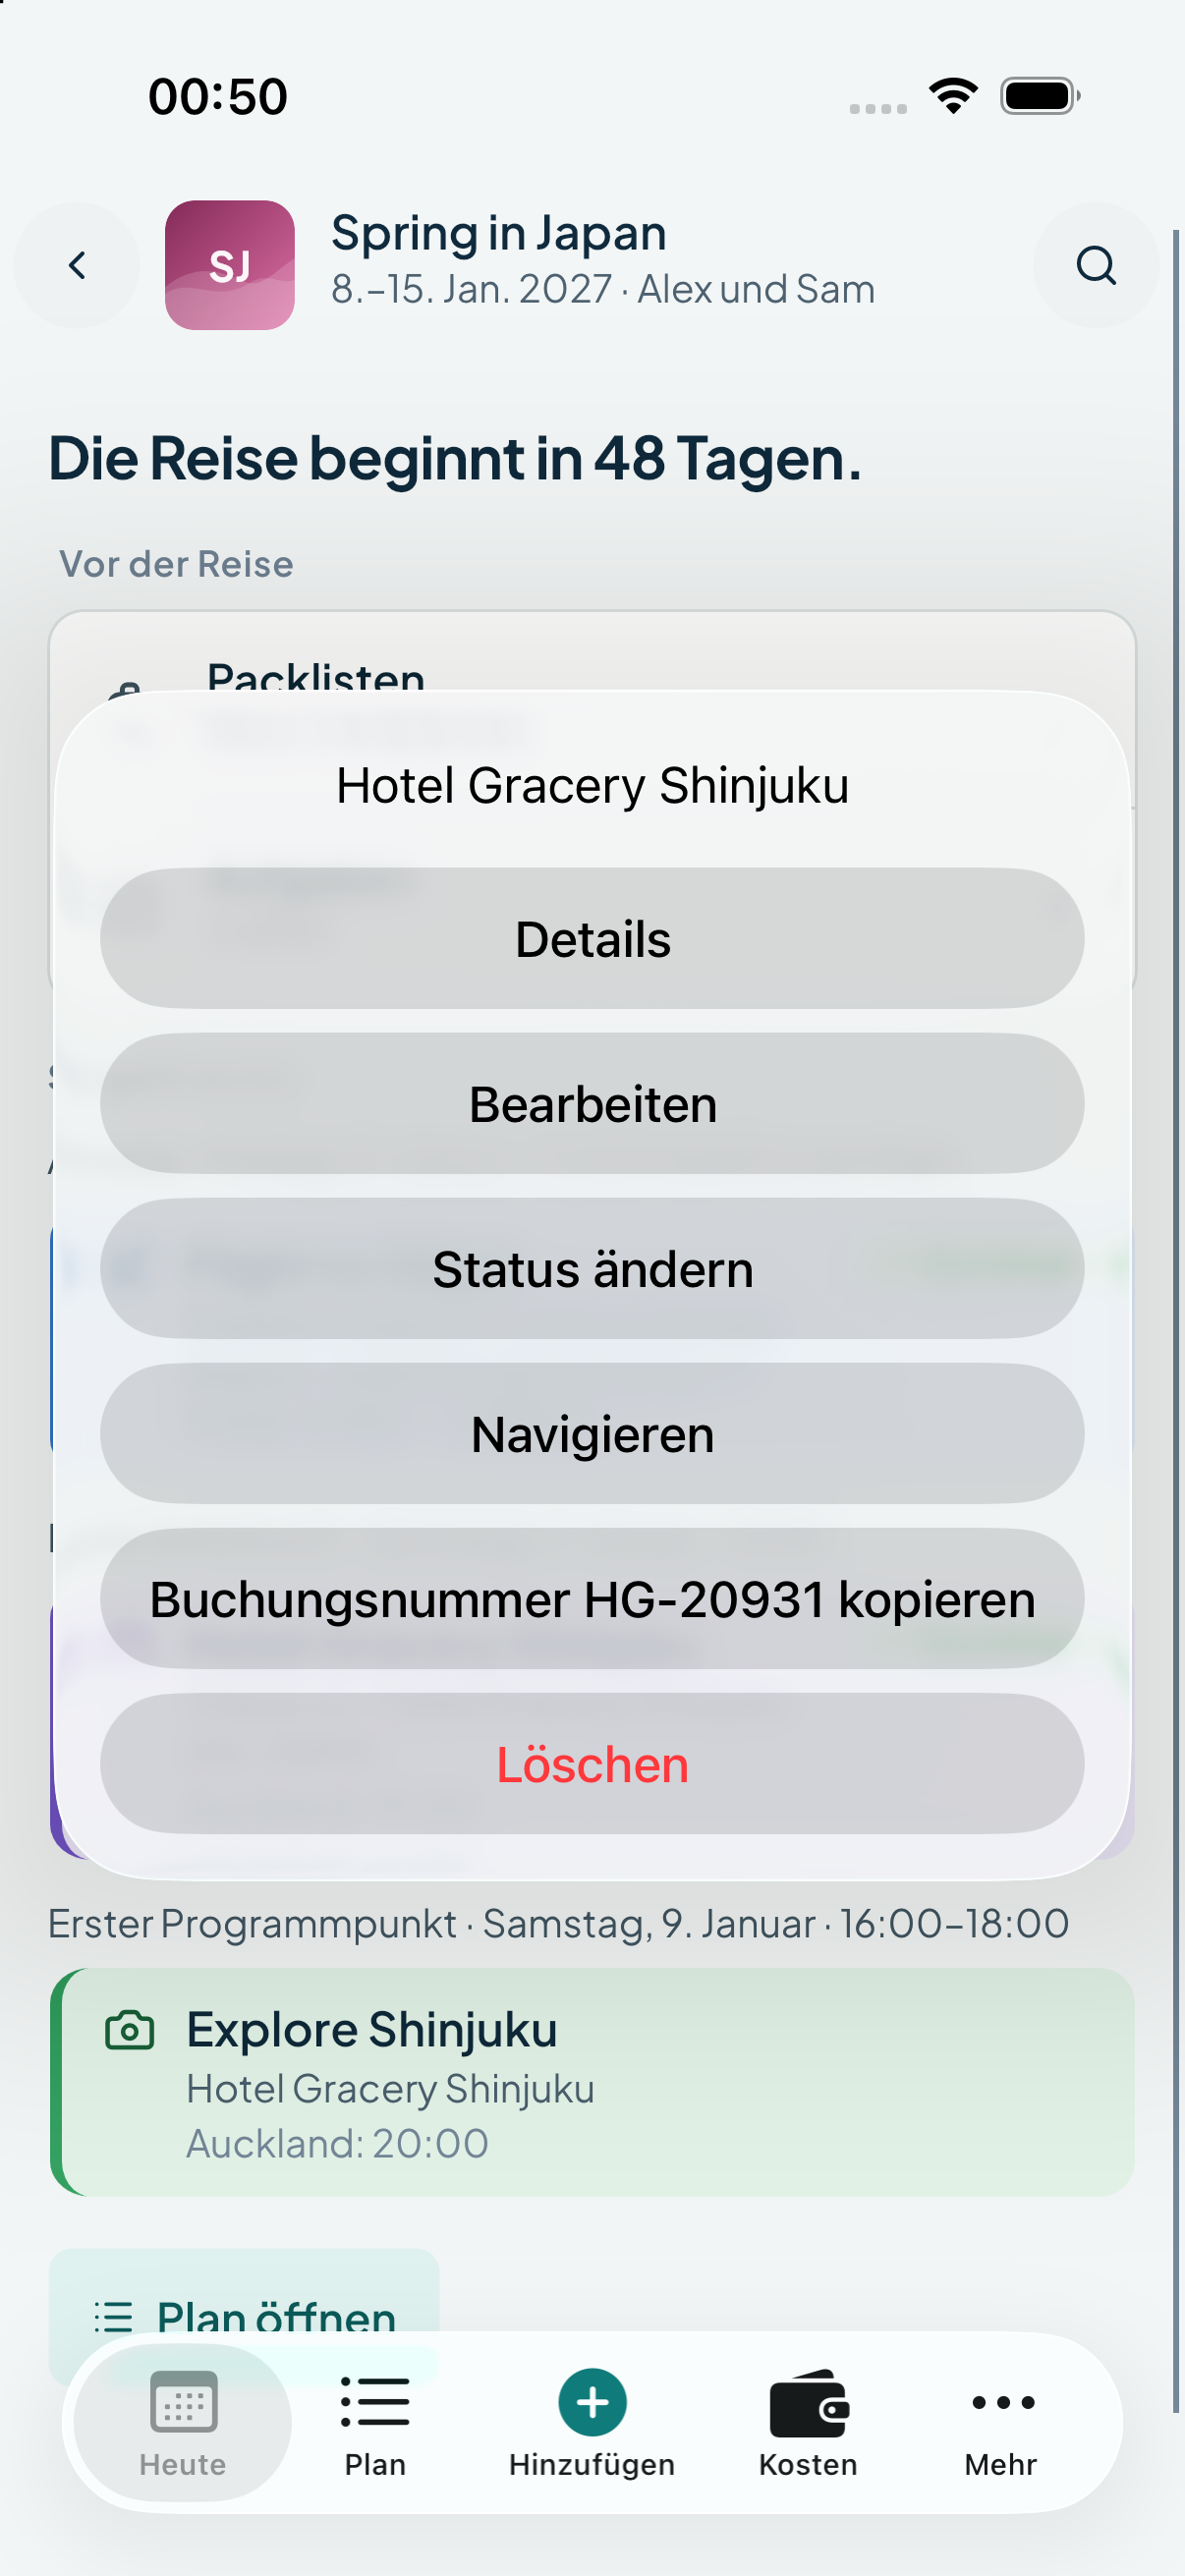 00:50
SJ
Spring in Japan
8.–15. Jan. 2027 · Alex und Sam
Die Reise beginnt in 48 Tagen.
Vor der Reise
Packlisten
Hotel Gracery Shinjuku
Details
Bearbeiten
Status ändern
Navigieren
Buchungsnummer HG-20931 kopieren
Löschen
Erster Programmpunkt · Samstag, 9. Januar · 16:00–18:00
Explore Shinjuku
Hotel Gracery Shinjuku
Auckland: 20:00
Plan öffnen
Heute
Plan
Hinzufügen
Kosten
Mehr